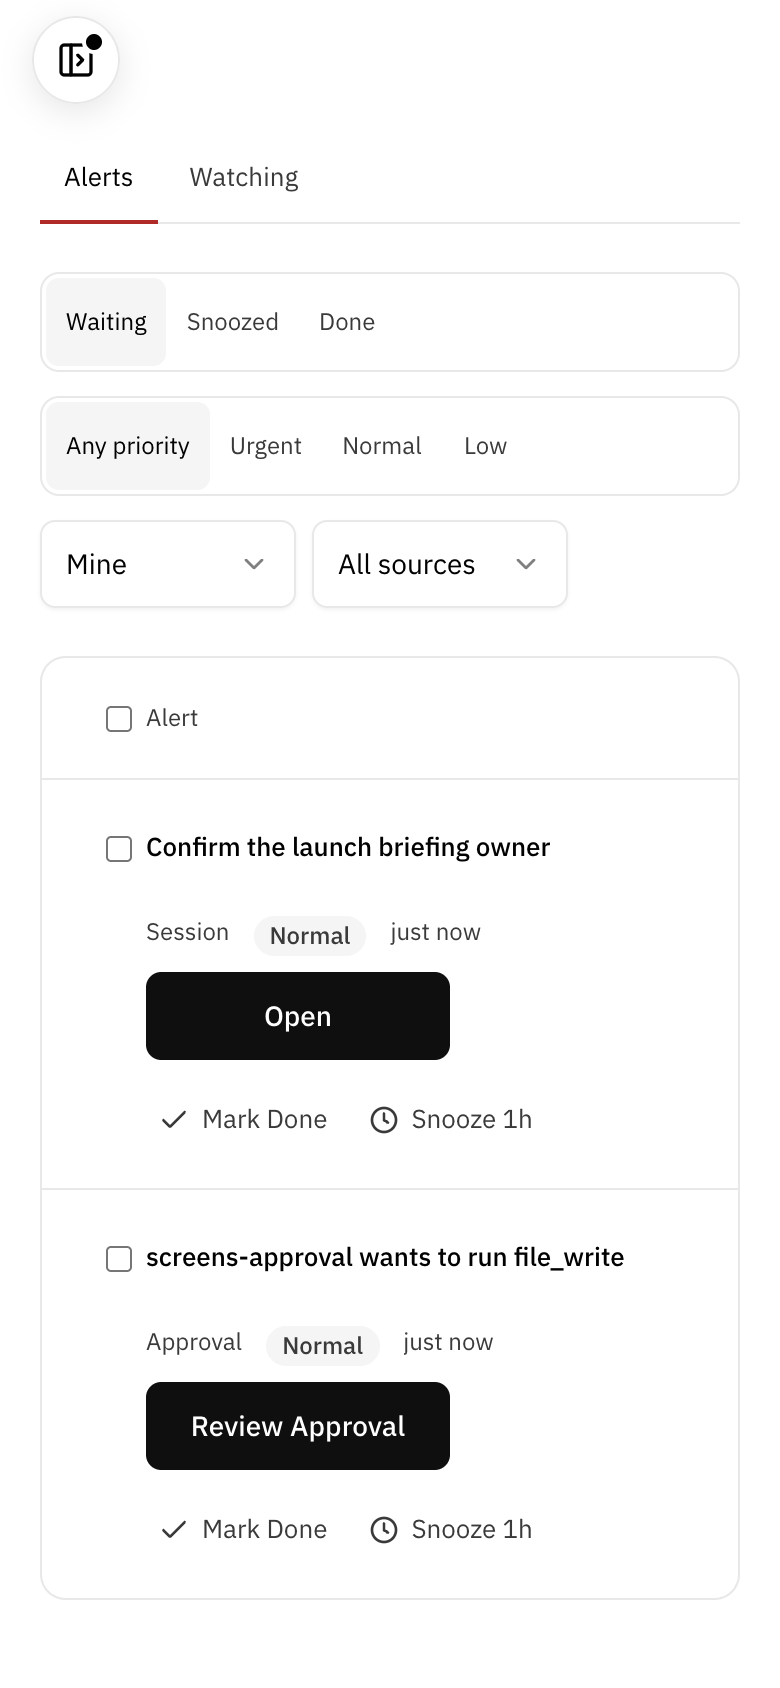 Alerts Watching
Waiting Snoozed Done
Any priority Urgent Normal Low
Mine All sources
Alert
Confirm the launch briefing owner
Session Normal just now
Open
Mark Done Snooze 1h
screens-approval wants to run file_write
Approval Normal just now
Review Approval
Mark Done Snooze 1h